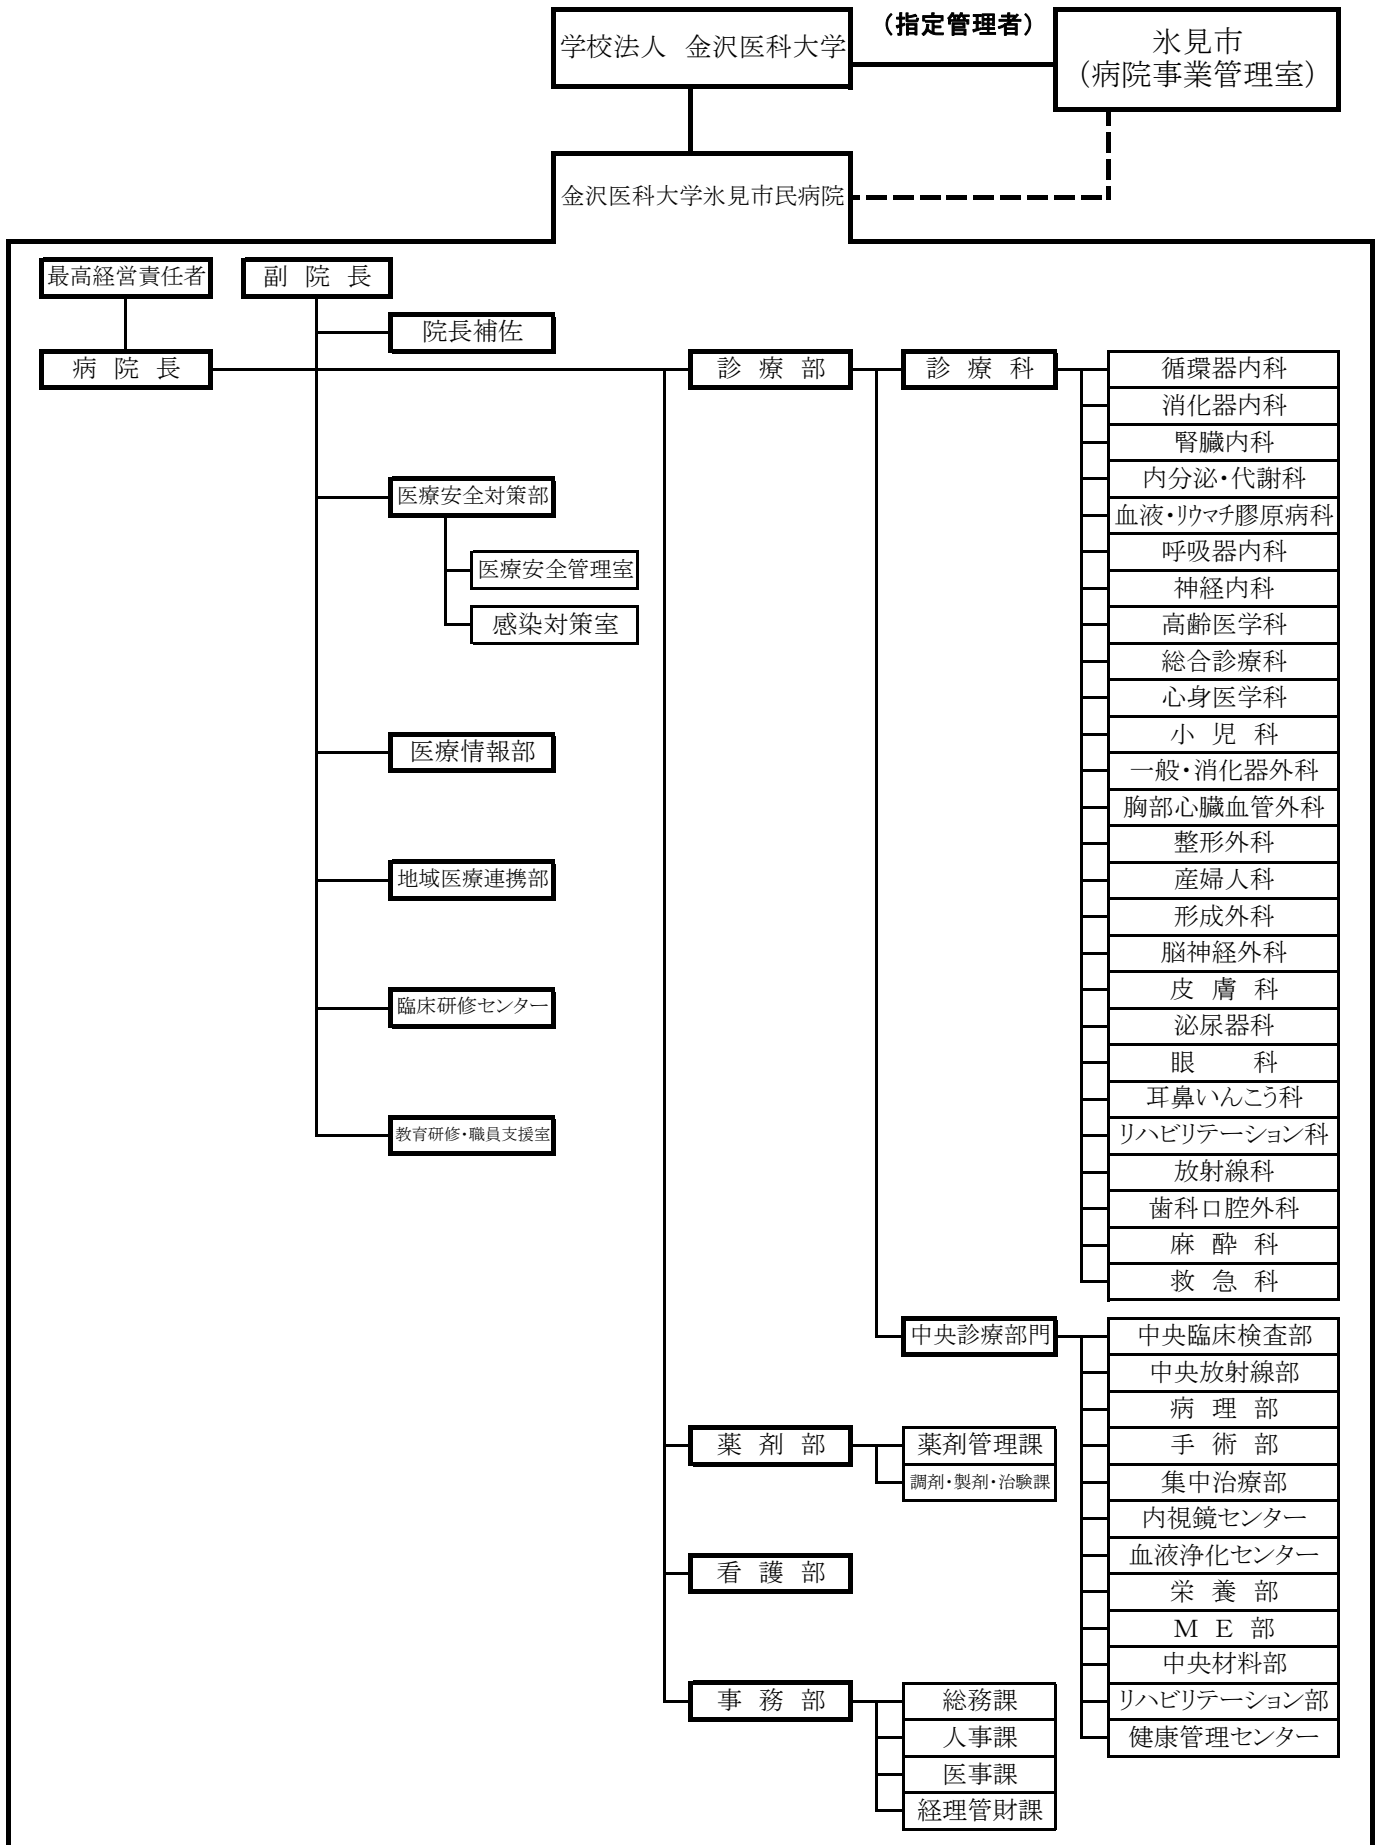 学校法人　金沢医科大学
（指定管理者）
氷見市
（病院事業管理室）
金沢医科大学氷見市民病院
最高経営責任者
副　院　長
院長補佐
病　院　長
診　療　部
診　療　科
循環器内科
消化器内科
腎臓内科
内分泌・代謝科
血液・リウマチ膠原病科
呼吸器内科
神経内科
高齢医学科
総合診療科
心身医学科
小　児　科
一般・消化器外科
胸部心臓血管外科
整形外科
産婦人科
形成外科
脳神経外科
皮　膚　科
泌尿器科
眼　　　科
耳鼻いんこう科
リハビリテーション科
放射線科
歯科口腔外科
麻　酔　科
救　急　科
医療安全対策部
医療安全管理室
感染対策室
医療情報部
地域医療連携部
臨床研修センター
教育研修・職員支援室
中央診療部門
中央臨床検査部
中央放射線部
病　理　部
手　術　部
集中治療部
内視鏡センター
血液浄化センター
栄　養　部
Ｍ　Ｅ　部
中央材料部
リハビリテーション部
健康管理センター
薬　剤　部
薬剤管理課
調剤・製剤・治験課
看　護　部
事　務　部
総務課
人事課
医事課
経理管財課